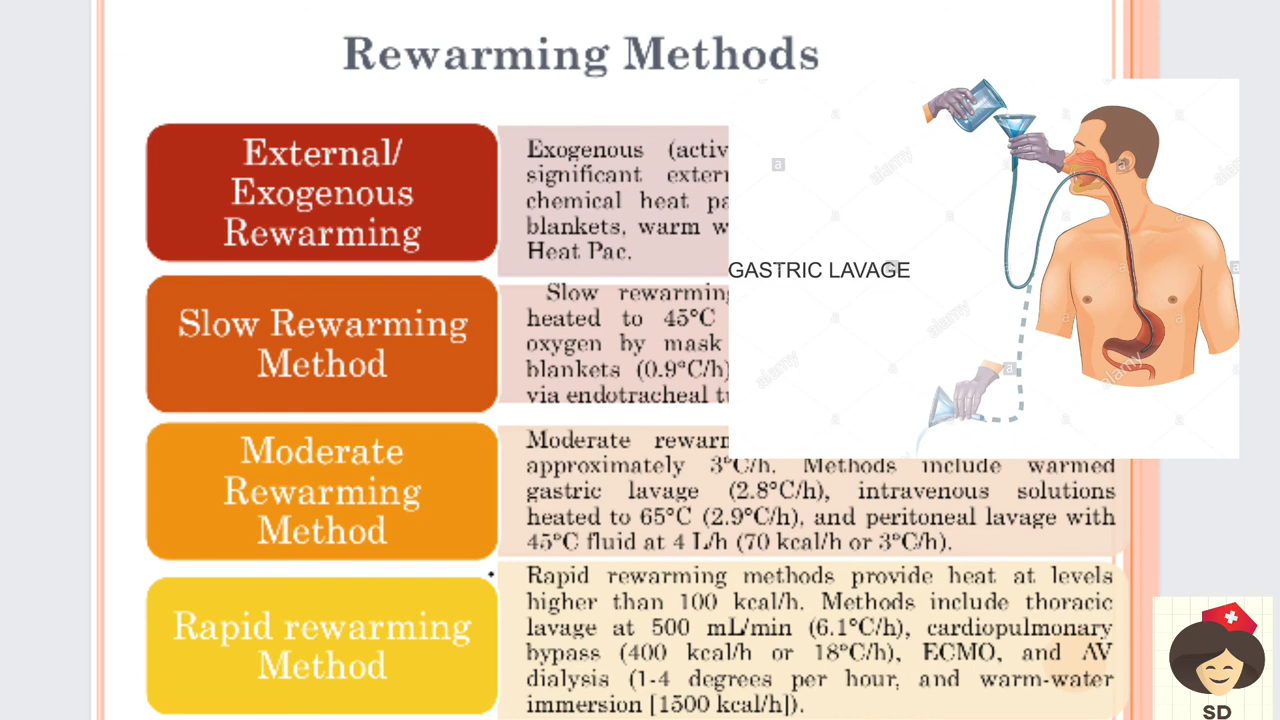 Rewarming Methods
External/
Exogenous
Rewarming
Exogenous (activ
significant exter
chemical heat pa
blankets, warm w
Heat Pac.
GASTRIC LAVAGE
Slow Rewarming
Method
Slow rewarming
heated to 45°C
oxygen by mask
blankets (0.9°C/h)
via endotracheal tu
Moderate
Rewarming
Method
Moderate rewarm
approximately 3°C/h. Methods include warmed
gastric lavage (2.8°C/h), intravenous solutions
heated to 65°C (2.9°C/h), and peritoneal lavage with
45°C fluid at 4 L/h (70 kcal/h or 3°C/h).
Rapid rewarming
Method
Rapid rewarming methods provide heat at levels
higher than 100 kcal/h. Methods include thoracic
lavage at 500 mL/min (6.1°C/h), cardiopulmonary
bypass (400 kcal/h or 18°C/h), ECMO, and AV
dialysis (1-4 degrees per hour, and warm-water
immersion [1500 kcal/h]).
alamy
alamy
alamy
alamy
SD